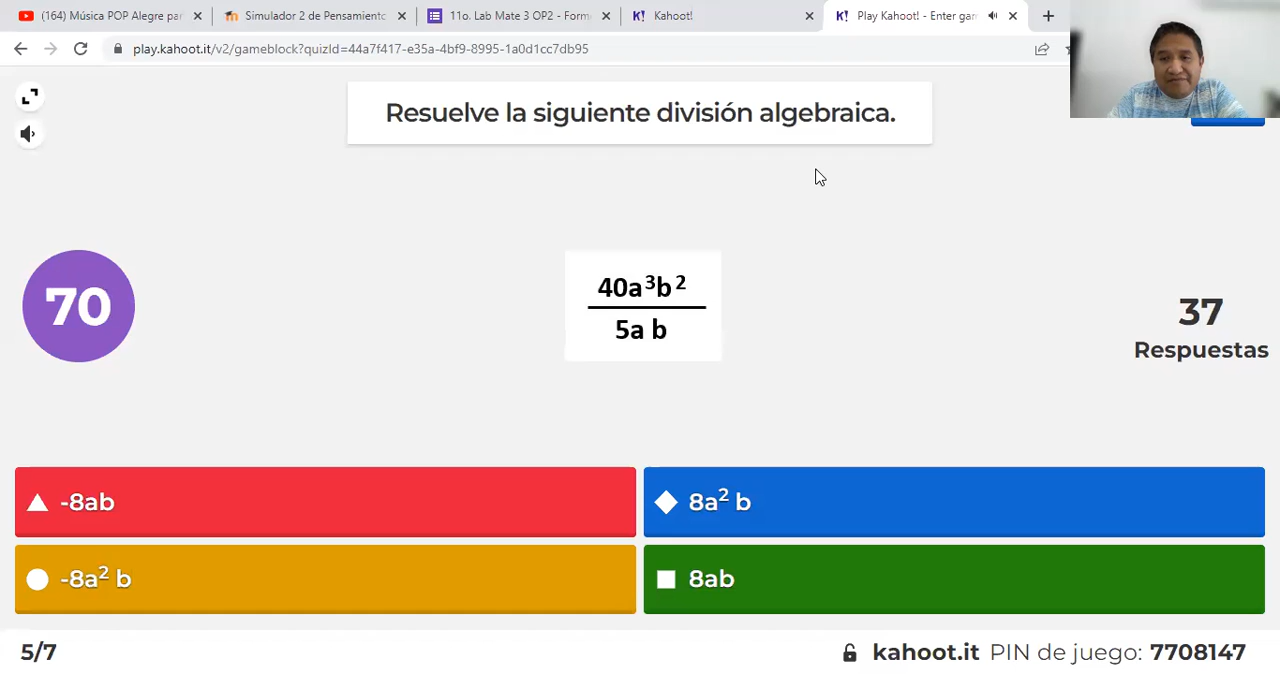 (164) Música POP Alegre par
Simulador 2 de Pensamiento
11o. Lab Mate 3 OP2 - Form
K! Kahoot!
K! Play Kahoot! - Enter gam
play.kahoot.it/v2/gameblock?quizId=44a7f417-e35a-4bf9-8995-1a0d1cc7db95
Resuelve la siguiente división algebraica.
70
40a³b²
5a b
37
Respuestas
-8ab
8a² b
-8a² b
8ab
5/7
kahoot.it PIN de juego: 7708147